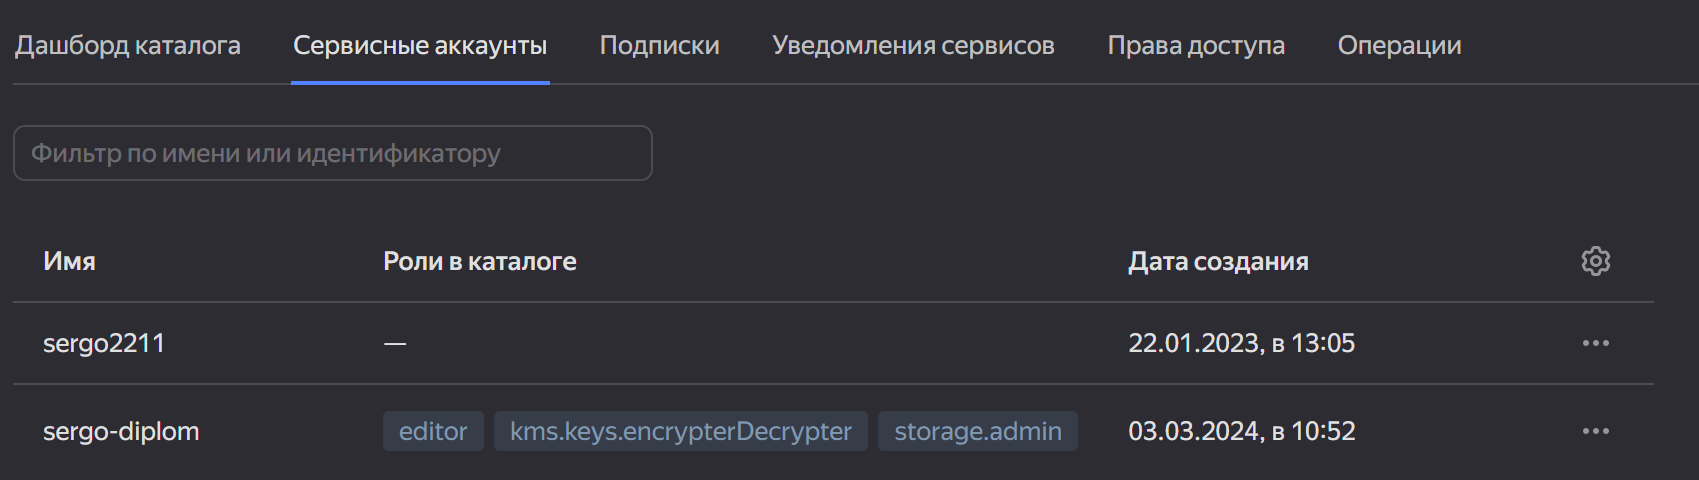 Дашборд каталога Сервисные аккаунты Подписки Уведомления сервисов Права доступа Операции
Фильтр по имени или идентификатору
Имя Роли в каталоге Дата создания
sergo2211 — 22.01.2023, в 13:05
sergo-diplom editor kms.keys.encrypterDecrypter storage.admin 03.03.2024, в 10:52